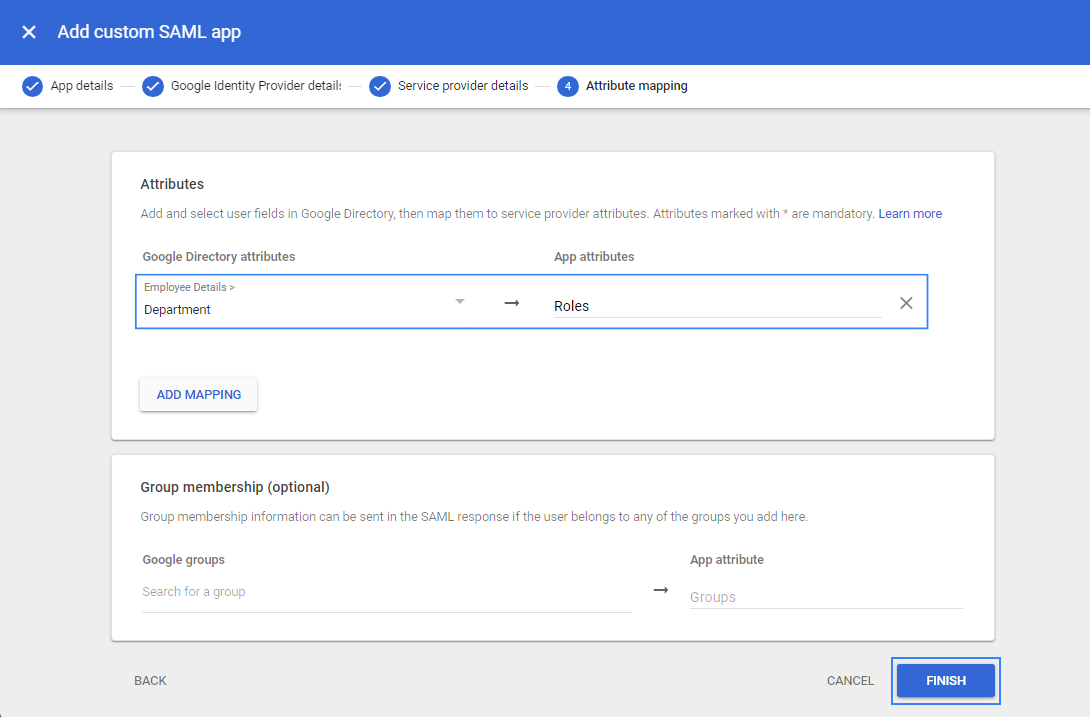 Add custom SAML app
App details
Google Identity Provider details
Service provider details
4
Attribute mapping
Attributes
Add and select user fields in Google Directory, then map them to service provider attributes. Attributes marked with * are mandatory. Learn more
Google Directory attributes
App attributes
Employee Details >
Department
Roles
ADD MAPPING
Group membership (optional)
Group membership information can be sent in the SAML response if the user belongs to any of the groups you add here.
Google groups
App attribute
Search for a group
Groups
BACK
CANCEL
FINISH